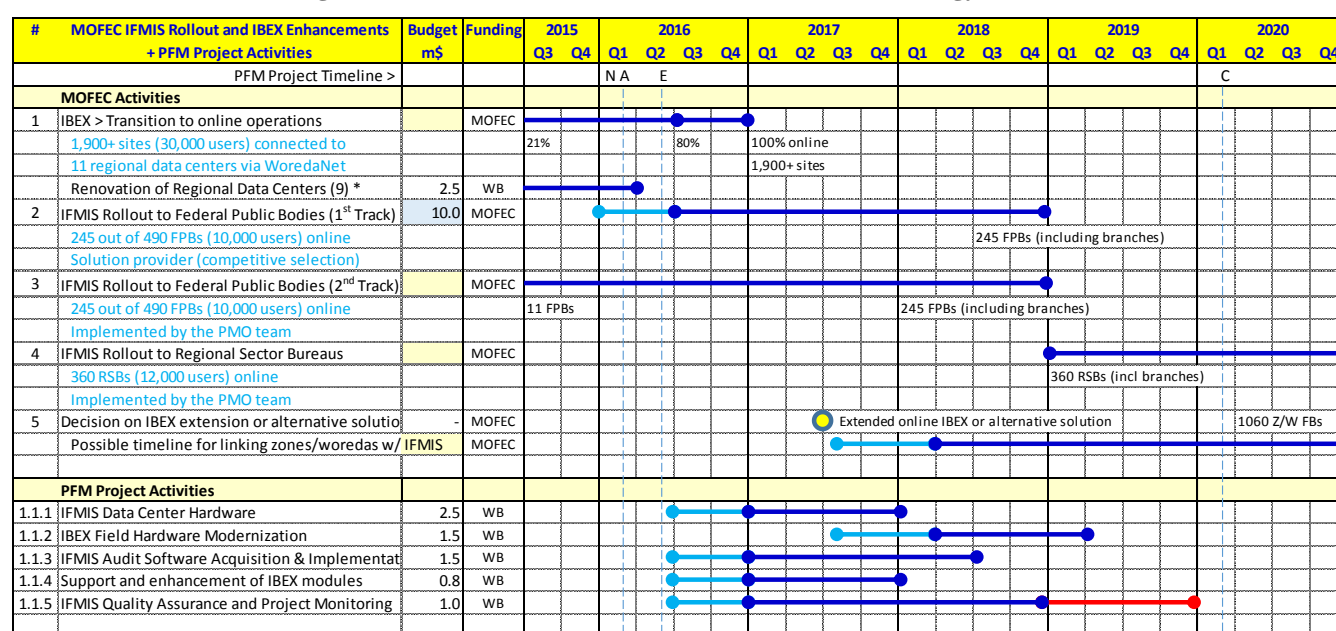 # MOFEC IFMIS Rollout and IBEX Enhancements Budget Funding 2015 2016 2017 2018 2019 2020
+ PFM Project Activities m$ Q3 Q4 Q1 Q2 Q3 Q4 Q1 Q2 Q3 Q4 Q1 Q2 Q3 Q4 Q1 Q2 Q3 Q4 Q1 Q2 Q3 Q4
PFM Project Timeline > N A E C
MOFEC Activities
1 IBEX > Transition to online operations MOFEC
1,900+ sites (30,000 users) connected to 21% 80% 100% online
11 regional data centers via WoredaNet 1,900+ sites
Renovation of Regional Data Centers (9) * 2.5 WB
2 IFMIS Rollout to Federal Public Bodies (1st Track) 10.0 MOFEC
245 out of 490 FPBs (10,000 users) online 245 FPBs (including branches)
Solution provider (competitive selection)
3 IFMIS Rollout to Federal Public Bodies (2nd Track) MOFEC
245 out of 490 FPBs (10,000 users) online 11 FPBs 245 FPBs (including branches)
Implemented by the PMO team
4 IFMIS Rollout to Regional Sector Bureaus MOFEC
360 RSBs (12,000 users) online 360 RSBs (incl branches)
Implemented by the PMO team
5 Decision on IBEX extension or alternative solutio - MOFEC Extended online IBEX or alternative solution 1060 Z/W FBs
Possible timeline for linking zones/woredas w/ IFMIS MOFEC
PFM Project Activities
1.1.1 IFMIS Data Center Hardware 2.5 WB
1.1.2 IBEX Field Hardware Modernization 1.5 WB
1.1.3 IFMIS Audit Software Acquisition & Implementat 1.5 WB
1.1.4 Support and enhancement of IBEX modules 0.8 WB
1.1.5 IFMIS Quality Assurance and Project Monitoring 1.0 WB